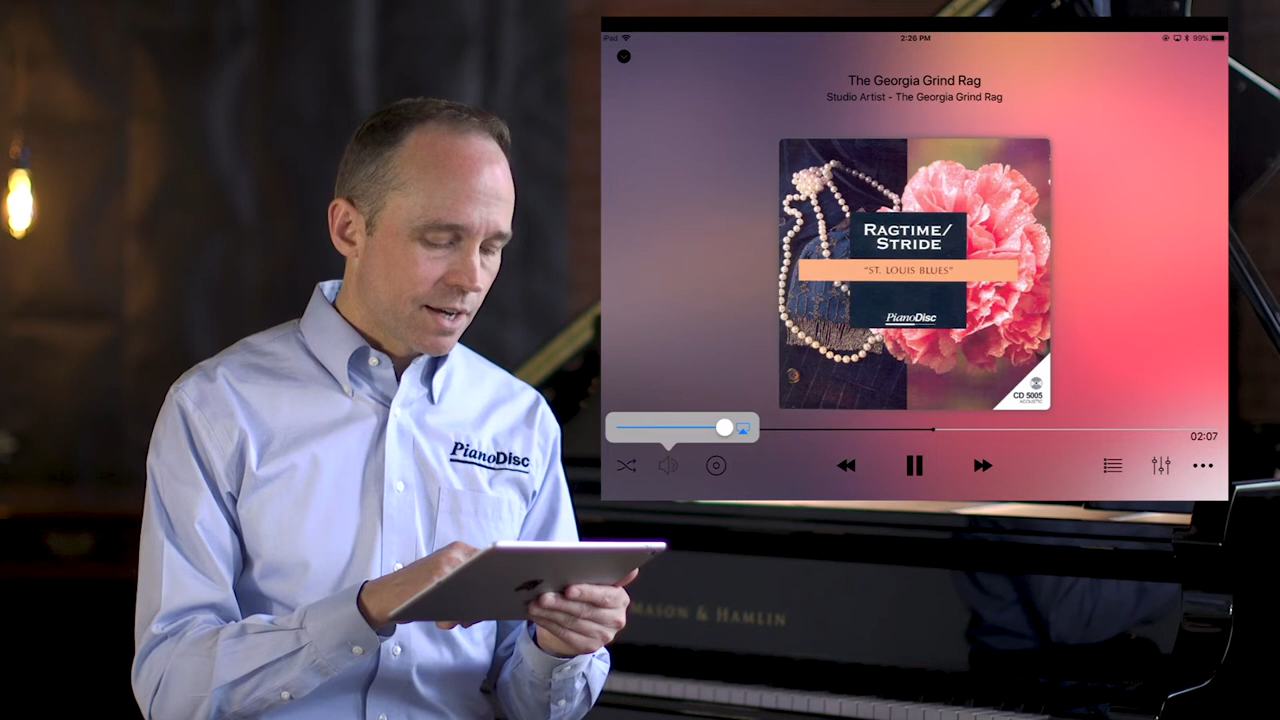 iPad
2:26 PM
99%
The Georgia Grind Rag
Studio Artist - The Georgia Grind Rag
RAGTIME/
STRIDE
"ST. LOUIS BLUES"
PianoDisc
CD 5005
ACOUSTIC
02:07
PianoDisc
MASON & HAMLIN